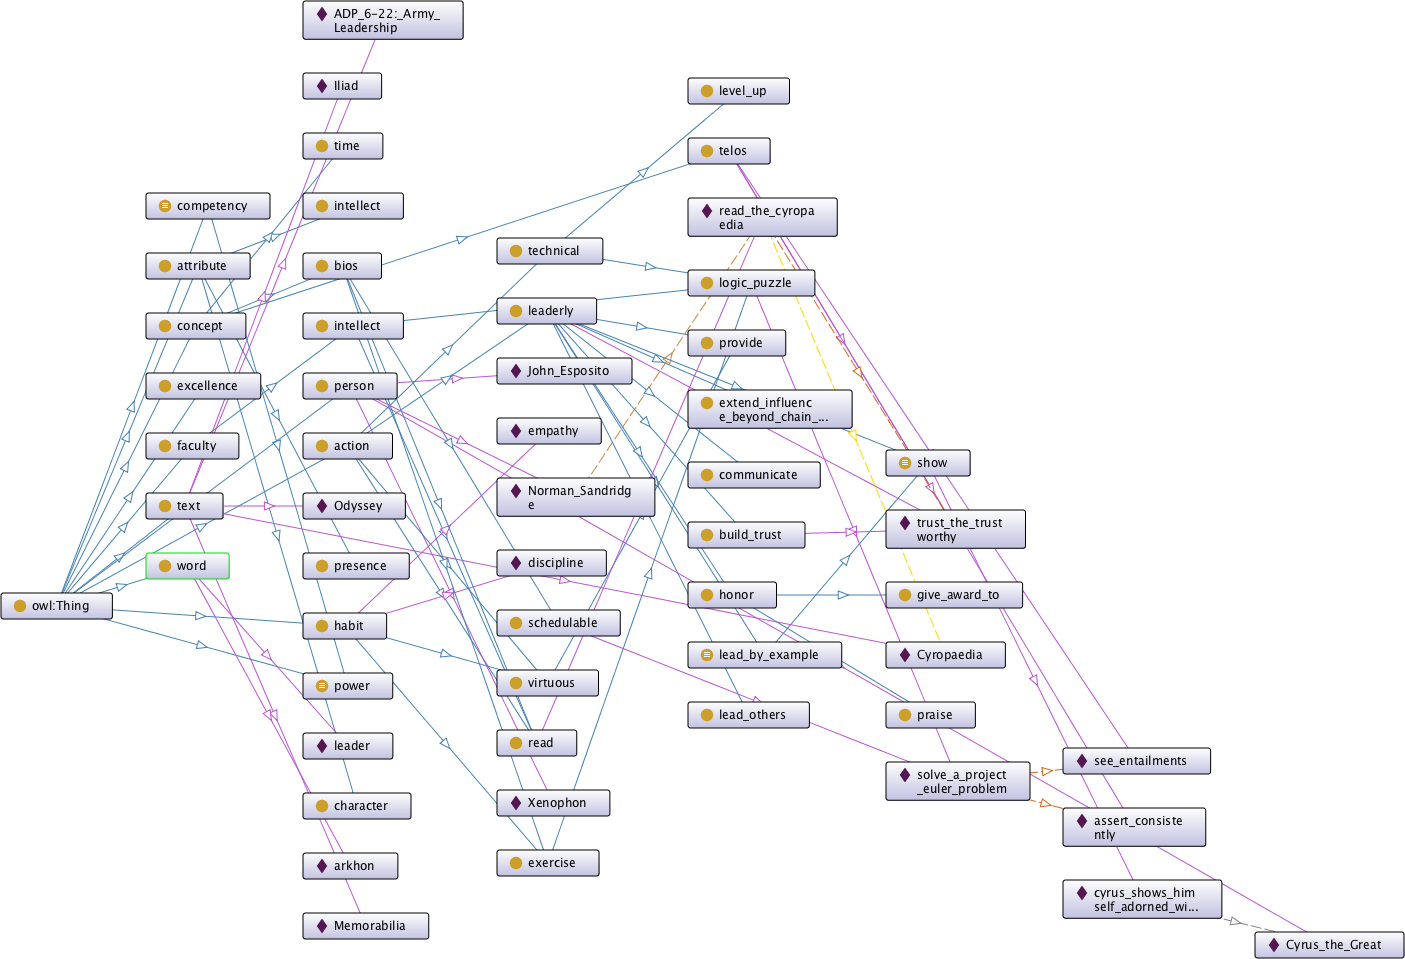 owl:Thing
competency
attribute
concept
excellence
faculty
text
word
ADP_6-22:_Army_
Leadership
Iliad
time
intellect
bios
intellect
person
action
Odyssey
presence
habit
power
leader
character
arkhon
Memorabilia
technical
leaderly
John_Esposito
empathy
Norman_Sandridg
e
discipline
schedulable
virtuous
read
Xenophon
exercise
level_up
telos
read_the_cyropa
edia
logic_puzzle
provide
extend_influenc
e_beyond_chain_...
communicate
build_trust
honor
lead_by_example
lead_others
show
trust_the_trust
worthy
give_award_to
Cyropaedia
praise
solve_a_project
_euler_problem
see_entailments
assert_consiste
ntly
cyrus_shows_him
self_adorned_wi...
Cyrus_the_Great